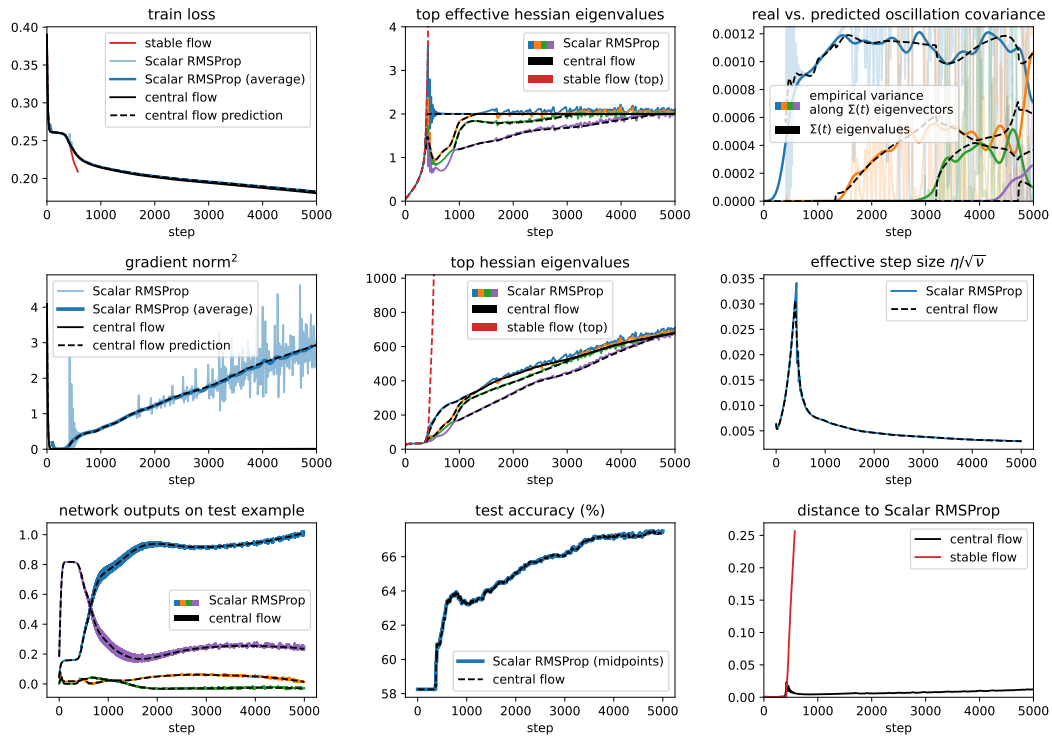 train loss
0.40
0.35
0.30
0.25
0.20
stable flow
Scalar RMSProp
Scalar RMSProp (average)
central flow
central flow prediction
0 1000 2000 3000 4000 5000
step
top effective hessian eigenvalues
4
3
2
1
0
Scalar RMSProp
central flow
stable flow (top)
0 1000 2000 3000 4000 5000
step
real vs. predicted oscillation covariance
0.0012
0.0010
0.0008
0.0006
0.0004
0.0002
0.0000
empirical variance
along Σ(t) eigenvectors
Σ(t) eigenvalues
0 1000 2000 3000 4000 5000
step
gradient norm²
4
3
2
1
0
Scalar RMSProp
Scalar RMSProp (average)
central flow
central flow prediction
0 1000 2000 3000 4000 5000
step
top hessian eigenvalues
1000
800
600
400
200
0
Scalar RMSProp
central flow
stable flow (top)
0 1000 2000 3000 4000 5000
step
effective step size η/√ν
0.035
0.030
0.025
0.020
0.015
0.010
0.005
Scalar RMSProp
central flow
0 1000 2000 3000 4000 5000
step
network outputs on test example
1.0
0.8
0.6
0.4
0.2
0.0
Scalar RMSProp
central flow
0 1000 2000 3000 4000 5000
step
test accuracy (%)
66
64
62
60
58
Scalar RMSProp (midpoints)
central flow
0 1000 2000 3000 4000 5000
step
distance to Scalar RMSProp
0.25
0.20
0.15
0.10
0.05
0.00
central flow
stable flow
0 1000 2000 3000 4000 5000
step